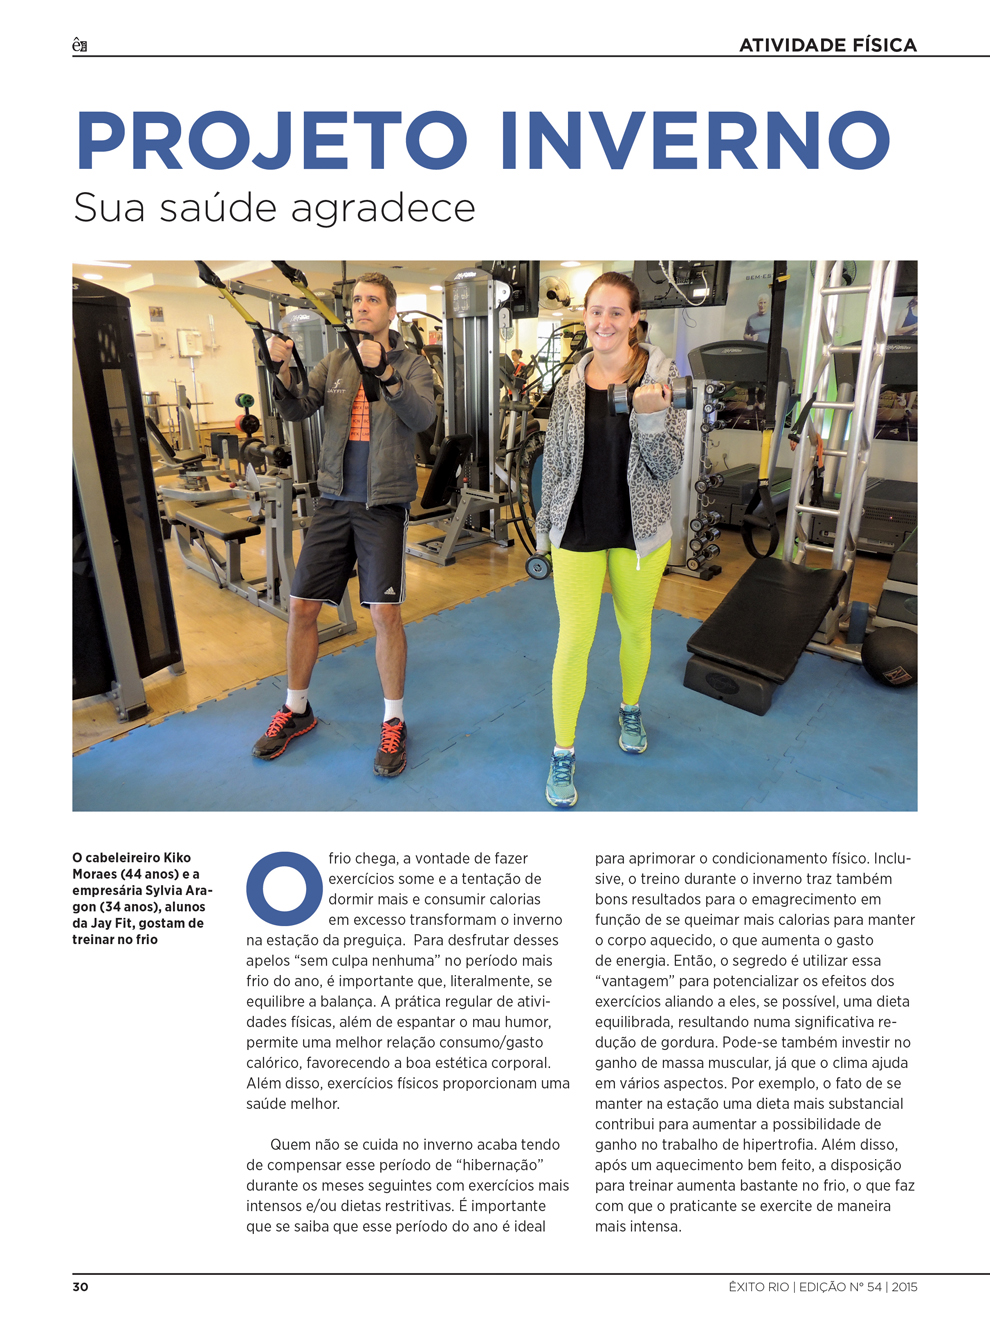 ê
ATIVIDADE FÍSICA
PROJETO INVERNO
Sua saúde agradece
BEM-ES
JAYFIT
adidas
O cabeleireiro Kiko
Moraes (44 anos) e a
empresária Sylvia Ara-
gon (34 anos), alunos
da Jay Fit, gostam de
treinar no frio
O frio chega, a vontade de fazer
exercícios some e a tentação de
dormir mais e consumir calorias
em excesso transformam o inverno
na estação da preguiça. Para desfrutar desses
apelos “sem culpa nenhuma” no período mais
frio do ano, é importante que, literalmente, se
equilibre a balança. A prática regular de ativi-
dades físicas, além de espantar o mau humor,
permite uma melhor relação consumo/gasto
calórico, favorecendo a boa estética corporal.
Além disso, exercícios físicos proporcionam uma
saúde melhor.
Quem não se cuida no inverno acaba tendo
de compensar esse período de “hibernação”
durante os meses seguintes com exercícios mais
intensos e/ou dietas restritivas. É importante
que se saiba que esse período do ano é ideal
para aprimorar o condicionamento físico. Inclu-
sive, o treino durante o inverno traz também
bons resultados para o emagrecimento em
função de se queimar mais calorias para manter
o corpo aquecido, o que aumenta o gasto
de energia. Então, o segredo é utilizar essa
“vantagem” para potencializar os efeitos dos
exercícios aliando a eles, se possível, uma dieta
equilibrada, resultando numa significativa re-
dução de gordura. Pode-se também investir no
ganho de massa muscular, já que o clima ajuda
em vários aspectos. Por exemplo, o fato de se
manter na estação uma dieta mais substancial
contribui para aumentar a possibilidade de
ganho no trabalho de hipertrofia. Além disso,
após um aquecimento bem feito, a disposição
para treinar aumenta bastante no frio, o que faz
com que o praticante se exercite de maneira
mais intensa.
30
ÊXITO RIO | EDIÇÃO Nº 54 | 2015